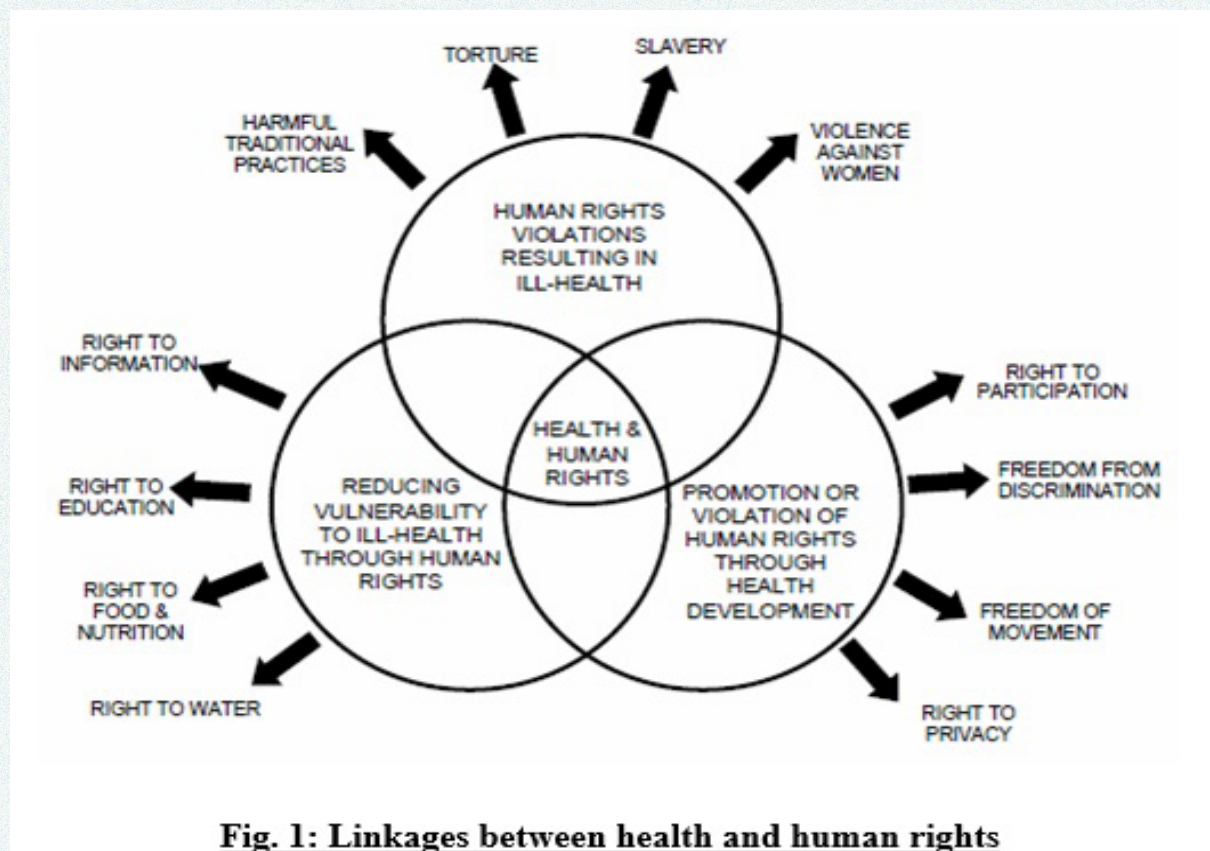 TORTURE
SLAVERY
HARMFUL
TRADITIONAL
PRACTICES
VIOLENCE
AGAINST
WOMEN
HUMAN RIGHTS
VIOLATIONS
RESULTING IN
ILL-HEALTH
RIGHT TO
INFORMATION
RIGHT TO
PARTICIPATION
HEALTH &
HUMAN
RIGHTS
RIGHT TO
EDUCATION
REDUCING
VULNERABILITY
TO ILL-HEALTH
THROUGH HUMAN
RIGHTS
PROMOTION OR
VIOLATION OF
HUMAN RIGHTS
THROUGH
HEALTH
DEVELOPMENT
FREEDOM FROM
DISCRIMINATION
RIGHT TO
FOOD &
NUTRITION
FREEDOM OF
MOVEMENT
RIGHT TO WATER
RIGHT TO
PRIVACY
Fig. 1: Linkages between health and human rights